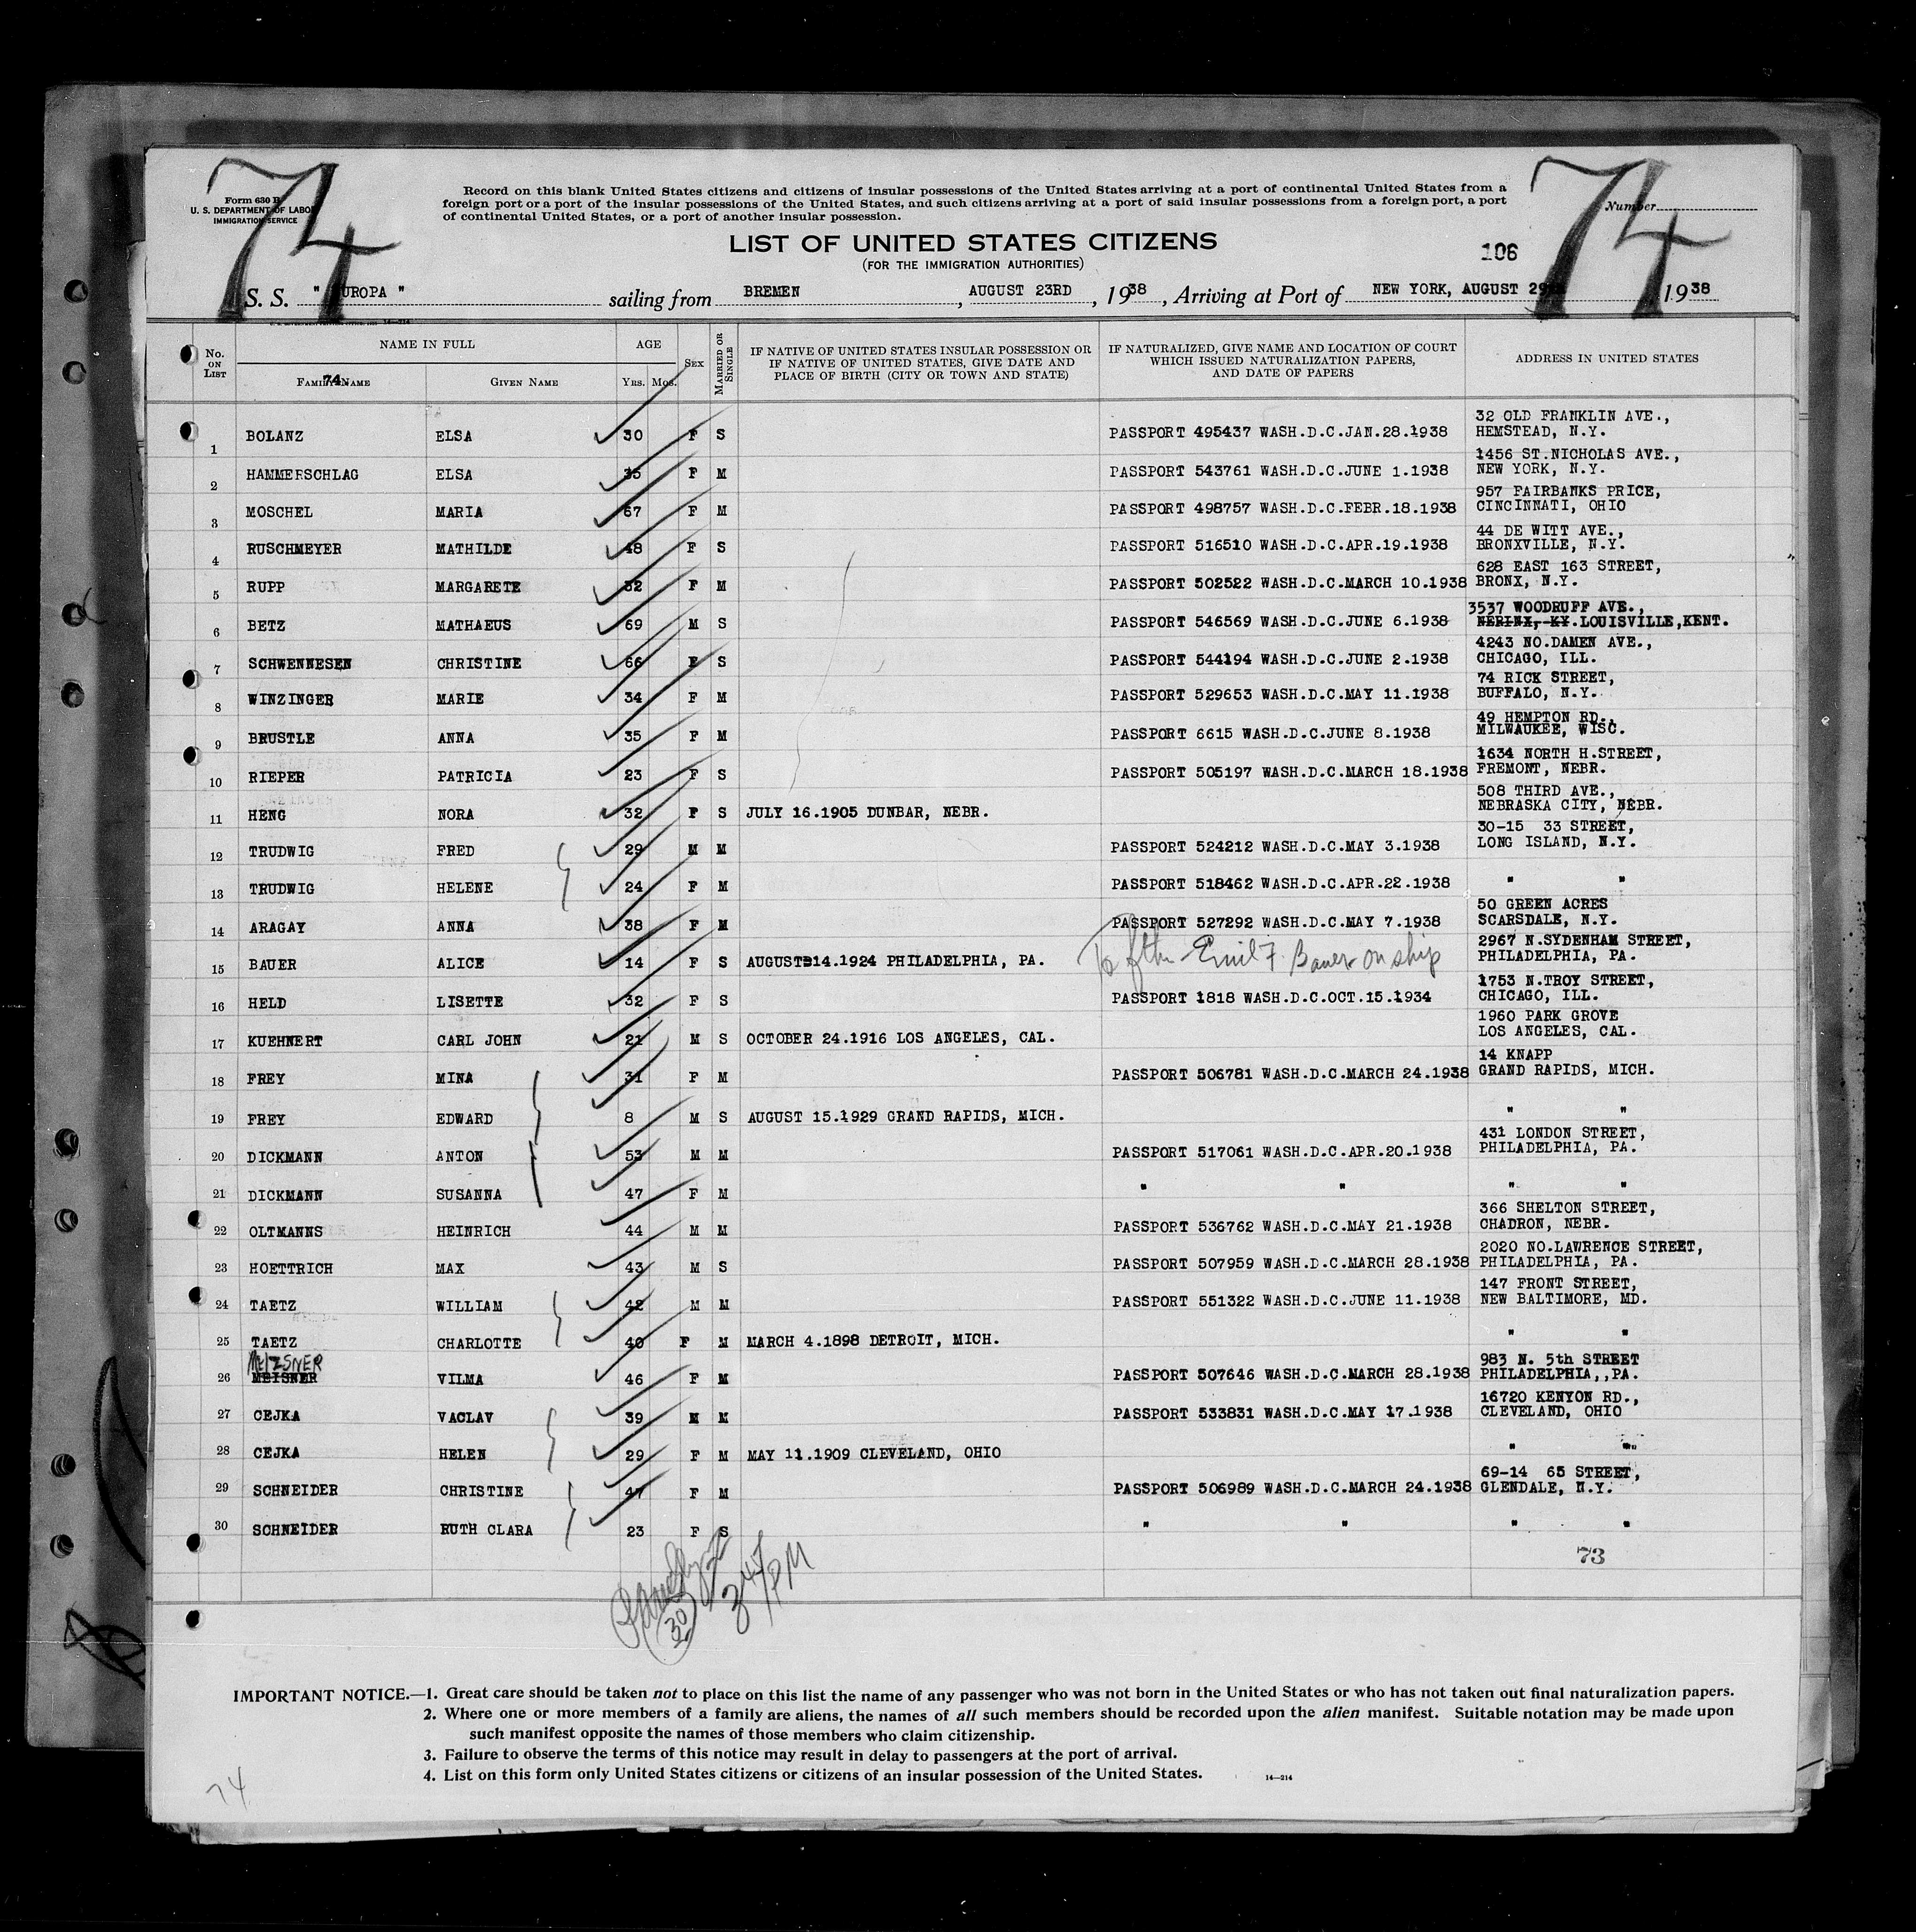 74
74
Form 630 B
U. S. DEPARTMENT OF LABOR
IMMIGRATION SERVICE
Record on this blank United States citizens and citizens of insular possessions of the United States arriving at a port of continental United States from a
foreign port or a port of the insular possessions of the United States, and such citizens arriving at a port of said insular possessions from a foreign port, a port
of continental United States, or a port of another insular possession.
Number
LIST OF UNITED STATES CITIZENS
(FOR THE IMMIGRATION AUTHORITIES)
106
S. S. " EUROPA " sailing from BREMEN , AUGUST 23RD , 1938 , Arriving at Port of NEW YORK, AUGUST 29 1938
No. ON LIST
NAME IN FULL
FAMILY NAME
74
GIVEN NAME
AGE
YRS. MOS.
SEX
MARRIED OR SINGLE
IF NATIVE OF UNITED STATES INSULAR POSSESSION OR
IF NATIVE OF UNITED STATES, GIVE DATE AND
PLACE OF BIRTH (CITY OR TOWN AND STATE)
IF NATURALIZED, GIVE NAME AND LOCATION OF COURT
WHICH ISSUED NATURALIZATION PAPERS,
AND DATE OF PAPERS
ADDRESS IN UNITED STATES
32 OLD FRANKLIN AVE.,
1 BOLANZ ELSA 30 F S PASSPORT 495437 WASH.D.C.JAN.28.1938 HEMSTEAD, N.Y.
1456 ST.NICHOLAS AVE.,
2 HAMMERSCHLAG ELSA 35 F M PASSPORT 543761 WASH.D.C.JUNE 1.1938 NEW YORK, N.Y.
957 FAIRBANKS PRICE,
3 MOSCHEL MARIA 67 F M PASSPORT 498757 WASH.D.C.FEBR.18.1938 CINCINNATI, OHIO
44 DE WITT AVE.,
4 RUSCHMEYER MATHILDE 48 F S PASSPORT 516510 WASH.D.C.APR.19.1938 BRONXVILLE, N.Y.
628 EAST 163 STREET,
5 RUPP MARGARETE 32 F M PASSPORT 502522 WASH.D.C.MARCH 10.1938 BRONX, N.Y.
3537 WOODRUFF AVE.,
6 BETZ MATHAEUS 69 M S PASSPORT 546569 WASH.D.C.JUNE 6.1938 NERINX, KY.LOUISVILLE,KENT.
4243 NO.DAMEN AVE.,
7 SCHWENNESEN CHRISTINE 66 F S PASSPORT 544194 WASH.D.C.JUNE 2.1938 CHICAGO, ILL.
74 RICK STREET,
8 WINZINGER MARIE 34 F M PASSPORT 529653 WASH.D.C.MAY 11.1938 BUFFALO, N.Y.
49 HEMPTON RD.,
9 BRUSTLE ANNA 35 F M PASSPORT 6615 WASH.D.C.JUNE 8.1938 MILWAUKEE, WISC.
1634 NORTH H.STREET,
10 RIEPER PATRICIA 23 F S PASSPORT 505197 WASH.D.C.MARCH 18.1938 FREMONT, NEBR.
508 THIRD AVE.,
11 HENG NORA 32 F S JULY 16.1905 DUNBAR, NEBR. NEBRASKA CITY, NEBR.
30-15 33 STREET,
12 TRUDWIG FRED 29 M M PASSPORT 524212 WASH.D.C.MAY 3.1938 LONG ISLAND, N.Y.
13 TRUDWIG HELENE 24 F M PASSPORT 518462 WASH.D.C.APR.22.1938 " "
50 GREEN ACRES
14 ARAGAY ANNA 38 F M PASSPORT 527292 WASH.D.C.MAY 7.1938 SCARSDALE, N.Y.
2967 N.SYDENHAM STREET,
15 BAUER ALICE 14 F S AUGUST 14.1924 PHILADELPHIA, PA. To fthr Emil F. Bauer on ship PHILADELPHIA, PA.
1753 N.TROY STREET,
16 HELD LISETTE 32 F S PASSPORT 1818 WASH.D.C.OCT.15.1934 CHICAGO, ILL.
1960 PARK GROVE
17 KUEHNERT CARL JOHN 21 M S OCTOBER 24.1916 LOS ANGELES, CAL. LOS ANGELES, CAL.
14 KNAPP
18 FREY MINA 31 F M PASSPORT 506781 WASH.D.C.MARCH 24.1938 GRAND RAPIDS, MICH.
19 FREY EDWARD 8 M S AUGUST 15.1929 GRAND RAPIDS, MICH. " "
431 LONDON STREET,
20 DICKMANN ANTON 53 M M PASSPORT 517061 WASH.D.C.APR.20.1938 PHILADELPHIA, PA.
21 DICKMANN SUSANNA 47 F M " " " "
366 SHELTON STREET,
22 OLTMANNS HEINRICH 44 M M PASSPORT 536762 WASH.D.C.MAY 21.1938 CHADRON, NEBR.
2020 NO.LAWRENCE STREET,
23 HOETTRICH MAX 43 M S PASSPORT 507959 WASH.D.C.MARCH 28.1938 PHILADELPHIA, PA.
147 FRONT STREET,
24 TAETZ WILLIAM 42 M M PASSPORT 551322 WASH.D.C.JUNE 11.1938 NEW BALTIMORE, MD.
25 TAETZ CHARLOTTE 40 F M MARCH 4.1898 DETROIT, MICH. " "
MEIZSNER 983 N. 5th STREET
26 MEISNER VILMA 46 F M PASSPORT 507646 WASH.D.C.MARCH 28.1938 PHILADELPHIA,,PA.
16720 KENYON RD.,
27 CEJKA VACLAV 39 M M PASSPORT 533831 WASH.D.C.MAY 17.1938 CLEVELAND, OHIO
28 CEJKA HELEN 29 F M MAY 11.1909 CLEVELAND, OHIO " "
69-14 65 STREET,
29 SCHNEIDER CHRISTINE 47 F M PASSPORT 506989 WASH.D.C.MARCH 24.1938 GLENDALE, N.Y.
30 SCHNEIDER RUTH CLARA 23 F S " " " "
73
30
3 47 PM
IMPORTANT NOTICE.—1. Great care should be taken not to place on this list the name of any passenger who was not born in the United States or who has not taken out final naturalization papers.
2. Where one or more members of a family are aliens, the names of all such members should be recorded upon the alien manifest. Suitable notation may be made upon
such manifest opposite the names of those members who claim citizenship.
3. Failure to observe the terms of this notice may result in delay to passengers at the port of arrival.
4. List on this form only United States citizens or citizens of an insular possession of the United States. 14—214
74